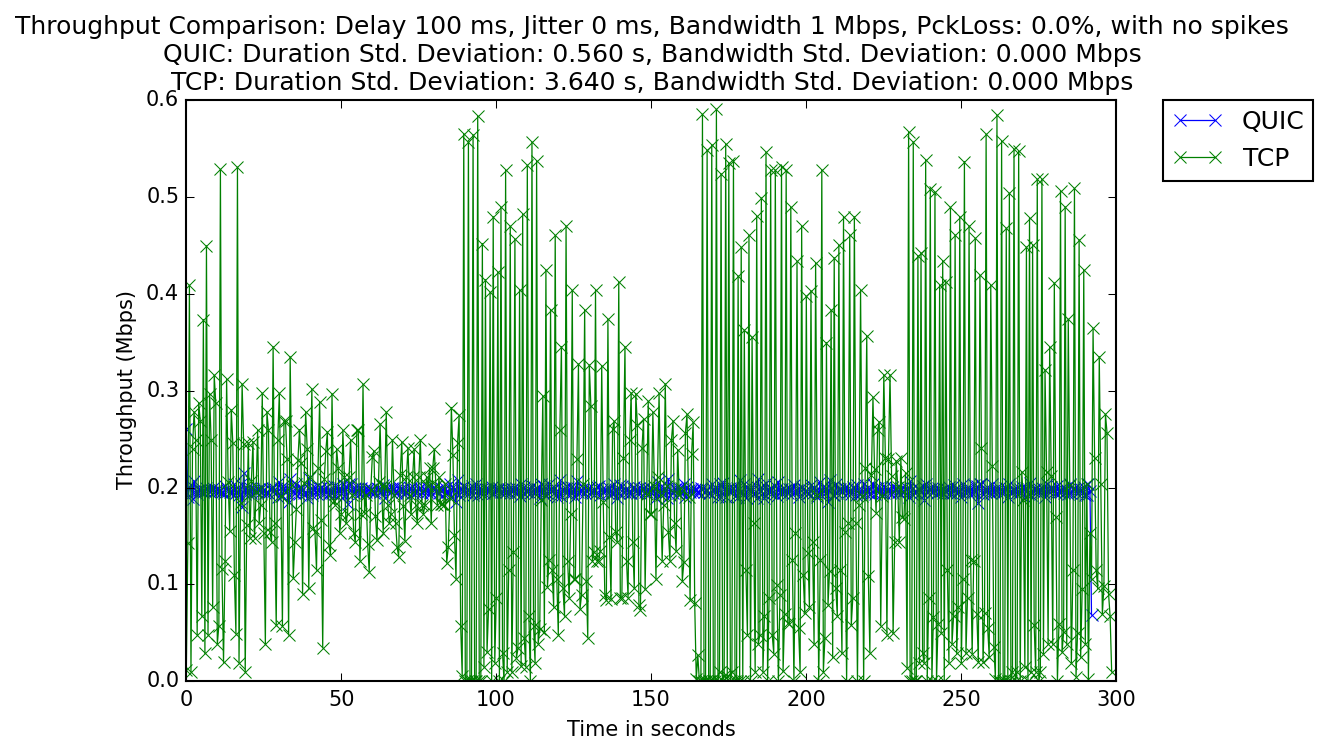 Throughput Comparison: Delay 100 ms, Jitter 0 ms, Bandwidth 1 Mbps, PckLoss: 0.0%, with no spikes
QUIC: Duration Std. Deviation: 0.560 s, Bandwidth Std. Deviation: 0.000 Mbps
TCP: Duration Std. Deviation: 3.640 s, Bandwidth Std. Deviation: 0.000 Mbps
0.6
0.5
0.4
0.3
0.2
0.1
0.0
Throughput (Mbps)
0 50 100 150 200 250 300
Time in seconds
QUIC
TCP